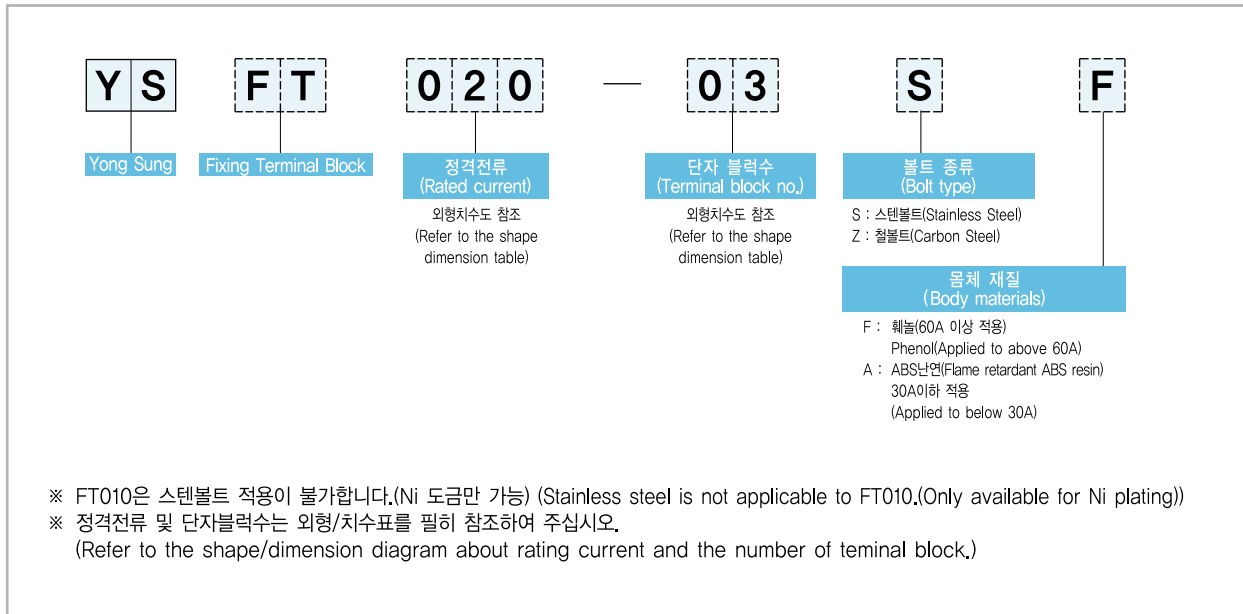 YS FT 020 — 03 S F
Yong Sung
Fixing Terminal Block
정격전류
(Rated current)
외형치수도 참조
(Refer to the shape
dimension table)
단자 블럭수
(Terminal block no.)
외형치수도 참조
(Refer to the shape
dimension table)
볼트 종류
(Bolt type)
S : 스텐볼트(Stainless Steel)
Z : 철볼트(Carbon Steel)
몸체 재질
(Body materials)
F : 훼놀(60A 이상 적용)
Phenol(Applied to above 60A)
A : ABS난연(Flame retardant ABS resin)
30A이하 적용
(Applied to below 30A)
※ FT010은 스텐볼트 적용이 불가합니다.(Ni 도금만 가능) (Stainless steel is not applicable to FT010.(Only available for Ni plating))
※ 정격전류 및 단자블럭수는 외형/치수표를 필히 참조하여 주십시오.
(Refer to the shape/dimension diagram about rating current and the number of teminal block.)